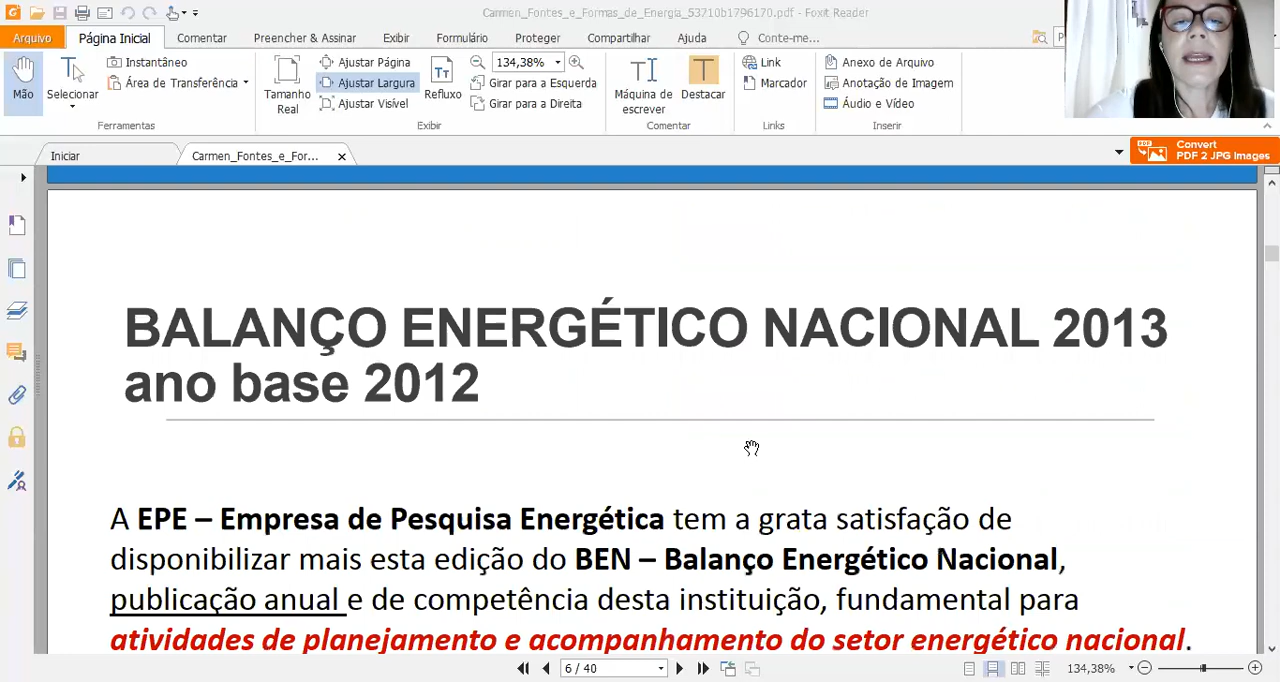 Carmen_Fontes_e_Formas_de_Energia_53710b1796170.pdf - Foxit Reader
Arquivo Página Inicial Comentar Preencher & Assinar Exibir Formulário Proteger Compartilhar Ajuda Conte-me...
Mão
Selecionar
Instantâneo
Área de Transferência
Ferramentas
Tamanho
Real
Ajustar Página
Ajustar Largura
Ajustar Visível
Refluxo
134,38%
Girar para a Esquerda
Girar para a Direita
Exibir
Máquina de
escrever
Destacar
Comentar
Link
Marcador
Links
Anexo de Arquivo
Anotação de Imagem
Áudio e Vídeo
Inserir
Iniciar
Carmen_Fontes_e_For...
Convert
PDF 2 JPG Images
BALANÇO ENERGÉTICO NACIONAL 2013
ano base 2012
A EPE – Empresa de Pesquisa Energética tem a grata satisfação de
disponibilizar mais esta edição do BEN – Balanço Energético Nacional,
publicação anual e de competência desta instituição, fundamental para
atividades de planejamento e acompanhamento do setor energético nacional.
6 / 40
134,38%